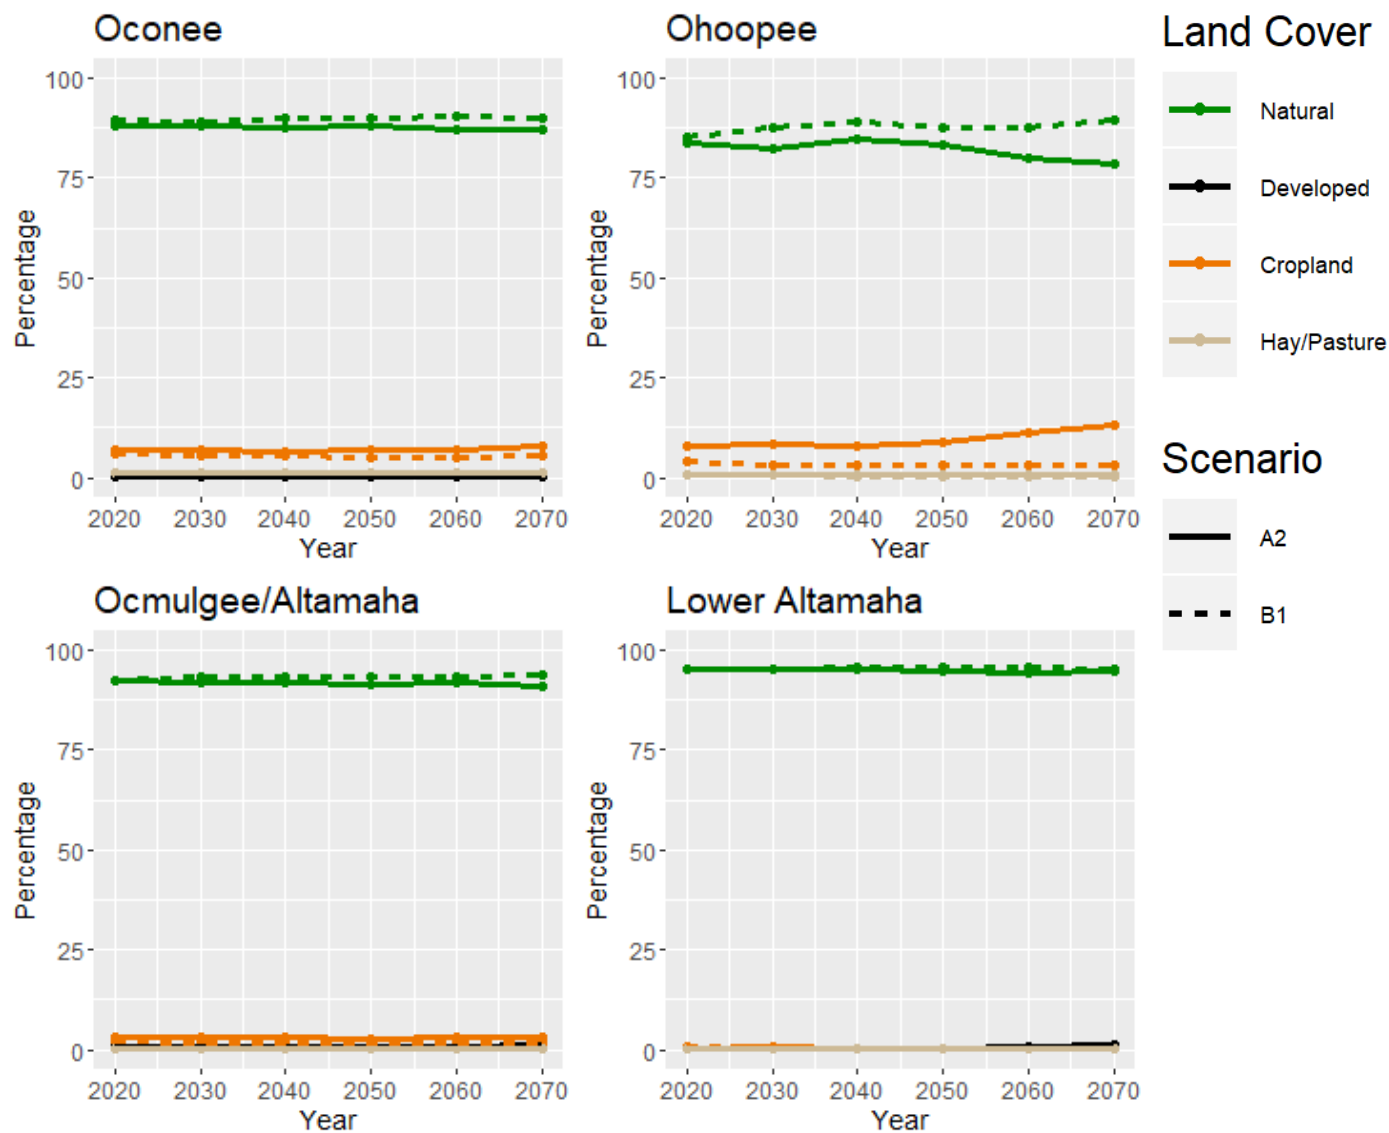 Oconee
100
75
50
25
0
Percentage
2020 2030 2040 2050 2060 2070
Year
Ohoopee
100
75
50
25
0
Percentage
2020 2030 2040 2050 2060 2070
Year
Ocmulgee/Altamaha
100
75
50
25
0
Percentage
2020 2030 2040 2050 2060 2070
Year
Lower Altamaha
100
75
50
25
0
Percentage
2020 2030 2040 2050 2060 2070
Year
Land Cover
Natural
Developed
Cropland
Hay/Pasture
Scenario
A2
B1